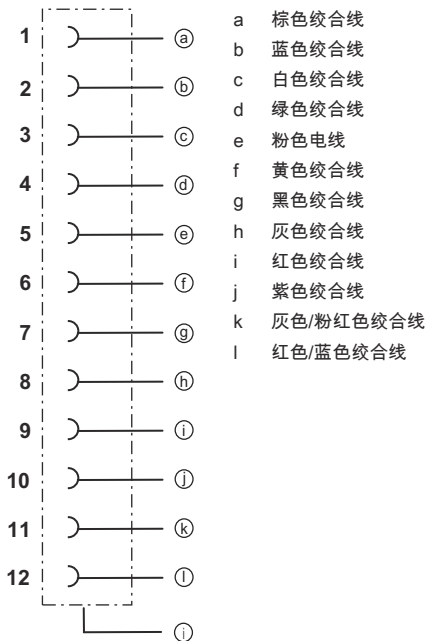 1 ⓐ
2 ⓑ
3 ⓒ
4 ⓓ
5 ⓔ
6 ⓕ
7 ⓖ
8 ⓗ
9 ⓘ
10 ⓙ
11 ⓚ
12 ⓛ
ⓘ
a 棕色绞合线
b 蓝色绞合线
c 白色绞合线
d 绿色绞合线
e 粉色电线
f 黄色绞合线
g 黑色绞合线
h 灰色绞合线
i 红色绞合线
j 紫色绞合线
k 灰色/粉红色绞合线
l 红色/蓝色绞合线